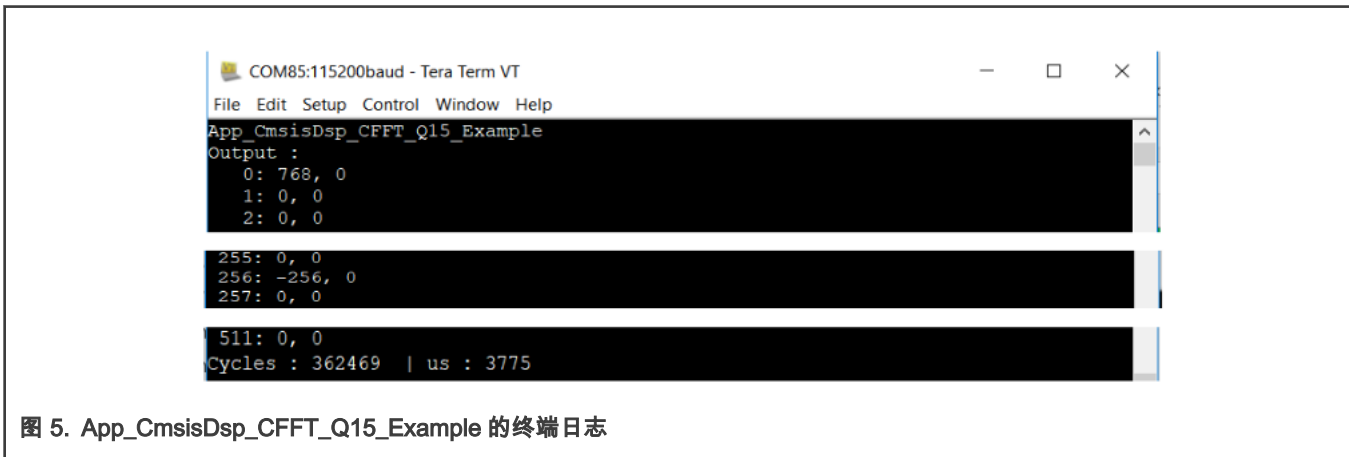 COM85:115200baud - Tera Term VT
File Edit Setup Control Window Help
App_CmsisDsp_CFFT_Q15_Example
Output :
0: 768, 0
1: 0, 0
2: 0, 0
255: 0, 0
256: -256, 0
257: 0, 0
511: 0, 0
Cycles : 362469 | us : 3775
图 5. App_CmsisDsp_CFFT_Q15_Example 的终端日志